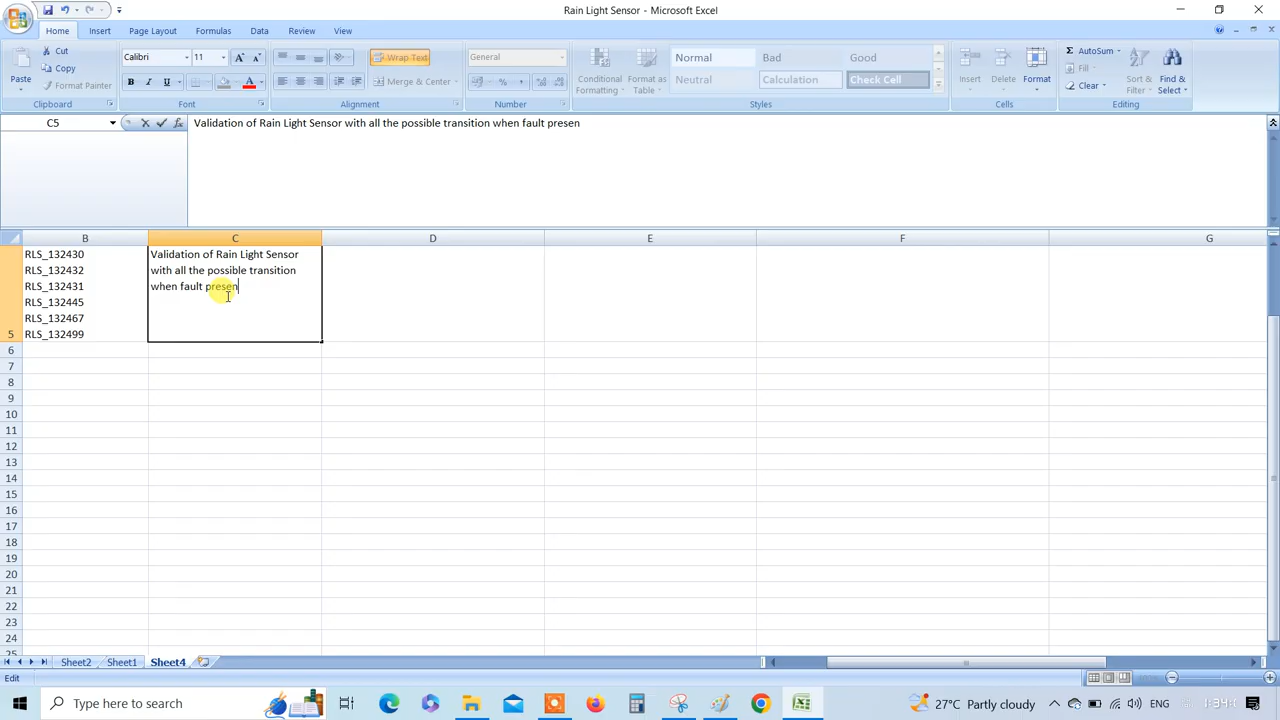 Rain Light Sensor - Microsoft Excel
Home Insert Page Layout Formulas Data Review View
Paste
Cut
Copy
Format Painter
Clipboard
Calibri 11
B I U
Font
Wrap Text
Merge & Center
Alignment
General
Number
Conditional Formatting
Format as Table
Normal Bad Good
Neutral Calculation Check Cell
Styles
Insert Delete Format
Cells
AutoSum
Fill
Clear
Sort & Filter
Find & Select
Editing
C5
fx
Validation of Rain Light Sensor with all the possible transition when fault presen
B C D E F G
RLS_132430 Validation of Rain Light Sensor
RLS_132432 with all the possible transition
RLS_132431 when fault presen
RLS_132445
RLS_132467
5 RLS_132499
6
7
8
9
10
11
12
13
14
15
16
17
18
19
20
21
22
23
24
25
Sheet2 Sheet1 Sheet4
Edit
Type here to search
27°C Partly cloudy
ENG